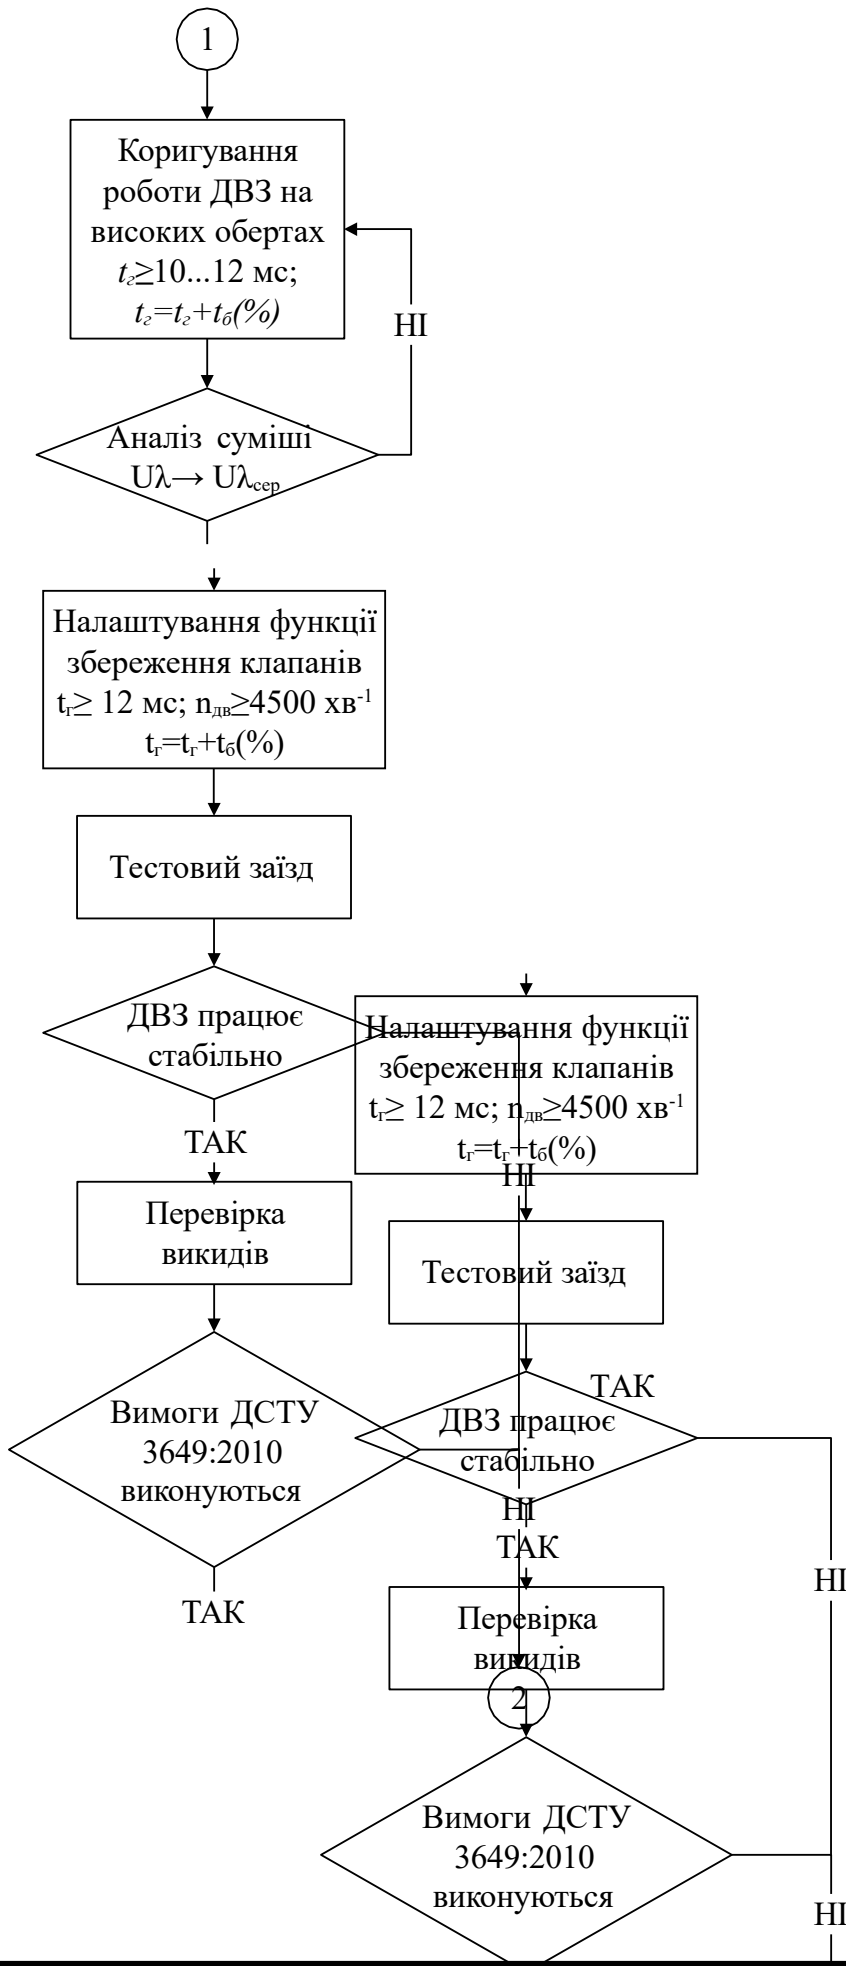 1
Коригування
роботи ДВЗ на
високих обертах
tг≥10...12 мс;
tг=tг+tб(%)
НІ
Аналіз суміші
Uλ→ Uλсер
Налаштування функції
збереження клапанів
tг≥ 12 мс; nдв≥4500 хв-1
tг=tг+tб(%)
Тестовий заїзд
ДВЗ працює
стабільно
ТАК
Перевірка
викидів
Вимоги ДСТУ
3649:2010
виконуються
ТАК
Налаштування функції
збереження клапанів
tг≥ 12 мс; nдв≥4500 хв-1
tг=tг+tб(%)
НІ
Тестовий заїзд
ТАК
ДВЗ працює
стабільно
НІ
ТАК
НІ
Перевірка
викидів
2
Вимоги ДСТУ
3649:2010
виконуються
НІ